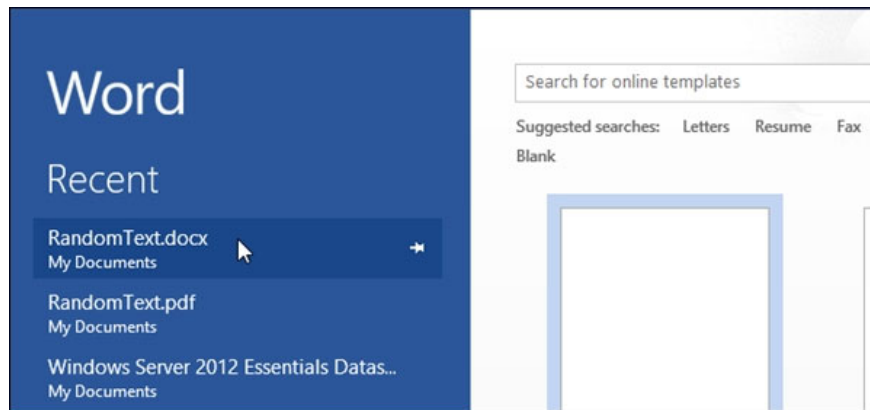 Word
Recent
RandomText.docx
My Documents
RandomText.pdf
My Documents
Windows Server 2012 Essentials Datas...
My Documents
Search for online templates
Suggested searches: Letters Resume Fax
Blank